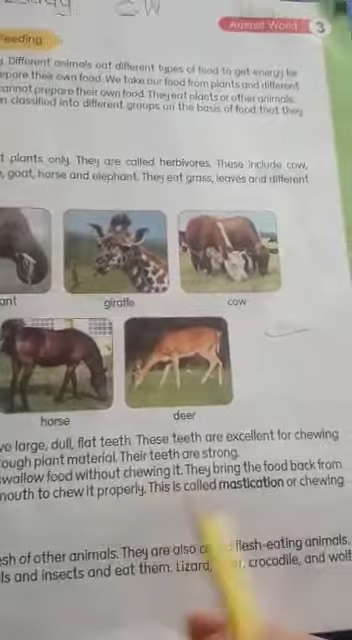 CW
Animal World 3
Feeding
Different animals eat different types of food to get energy for
prepare their own food. We take our food from plants and different
cannot prepare their own food. They eat plants or other animals.
n classified into different groups on the basis of food that they
t plants only. They are called herbivores. These include cow,
, goat, horse and elephant. They eat grass, leaves and different
ant
giraffe
cow
horse
deer
ve large, dull, flat teeth. These teeth are excellent for chewing
ough plant material. Their teeth are strong.
swallow food without chewing it. They bring the food back from
mouth to chew it properly. This is called mastication or chewing
esh of other animals. They are also flesh-eating animals.
ls and insects and eat them. Lizard, crocodile, and wolf